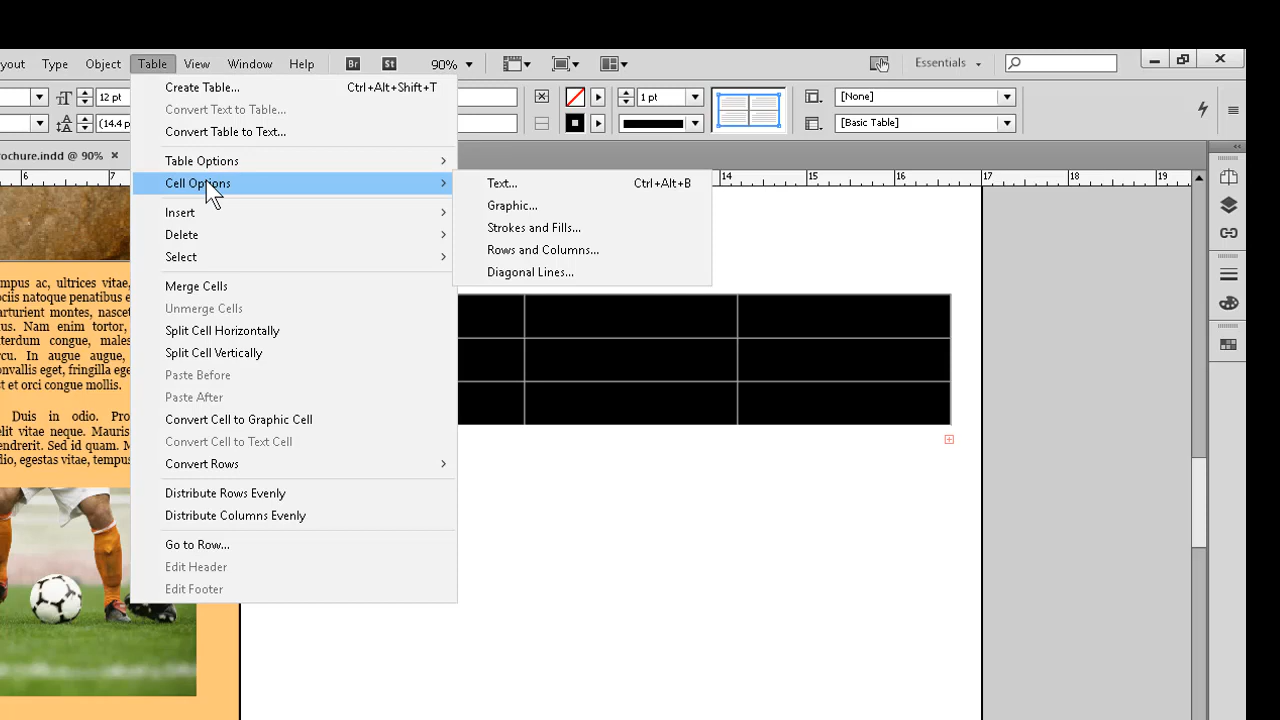 yout Type Object Table View Window Help Br St 90% Essentials
12 pt 1 pt [None]
(14.4 p [Basic Table]
rochure.indd @ 90% ×
6 7 14 15 16 17 18 19
Create Table... Ctrl+Alt+Shift+T
Convert Text to Table...
Convert Table to Text...
Table Options
Cell Options
Insert
Delete
Select
Merge Cells
Unmerge Cells
Split Cell Horizontally
Split Cell Vertically
Paste Before
Paste After
Convert Cell to Graphic Cell
Convert Cell to Text Cell
Convert Rows
Distribute Rows Evenly
Distribute Columns Evenly
Go to Row...
Edit Header
Edit Footer
Text... Ctrl+Alt+B
Graphic...
Strokes and Fills...
Rows and Columns...
Diagonal Lines...
mpus ac, ultrices vitae,
ociis natoque penatibus e
arturient montes, nascet
us. Nam enim tortor,
terdum congue, males
rcu. In augue augue,
onvallis eget, fringilla ege
st et orci congue mollis.
Duis in odio. Pro
elit vitae neque. Mauris
endrerit. Sed id quam. M
odio, egestas vitae, tempus